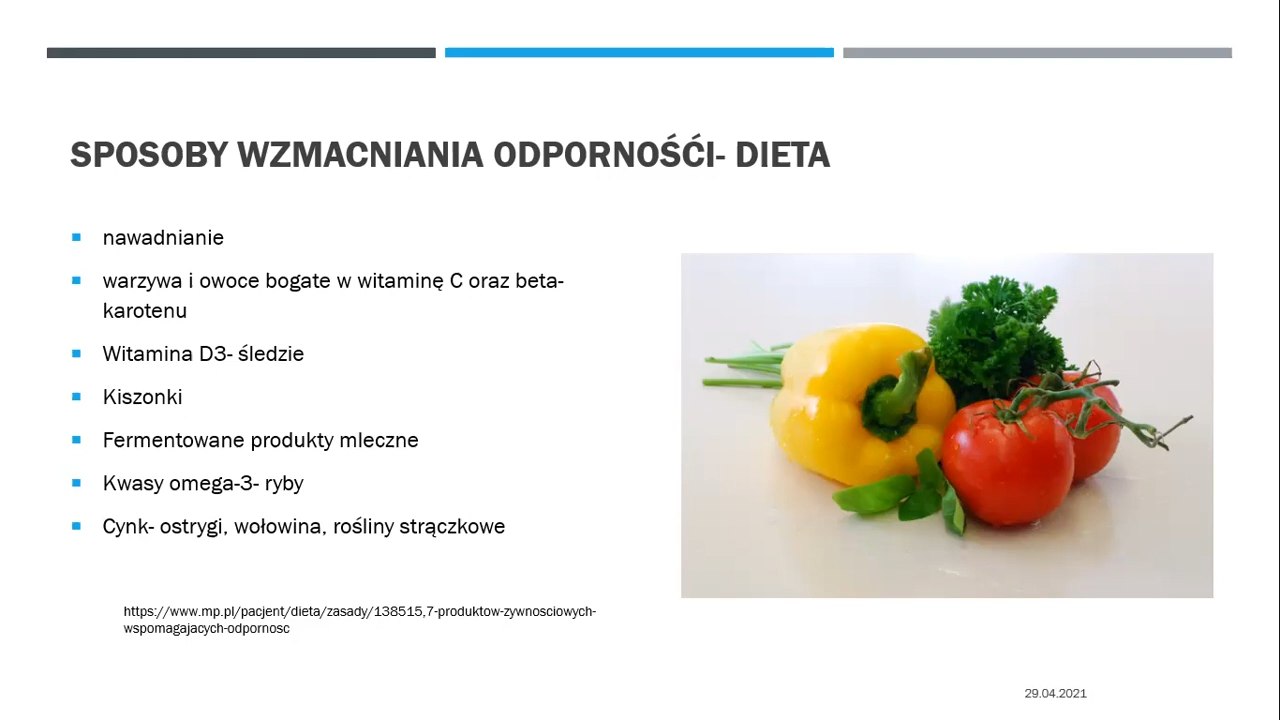 SPOSOBY WZMACNIANIA ODPORNOŚĆI- DIETA
nawadnianie
warzywa i owoce bogate w witaminę C oraz beta-
karotenu
Witamina D3- śledzie
Kiszonki
Fermentowane produkty mleczne
Kwasy omega-3- ryby
Cynk- ostrygi, wołowina, rośliny strączkowe
https://www.mp.pl/pacjent/dieta/zasady/138515,7-produktow-zywnosciowych-
wspomagajacych-odpornosc
29.04.2021